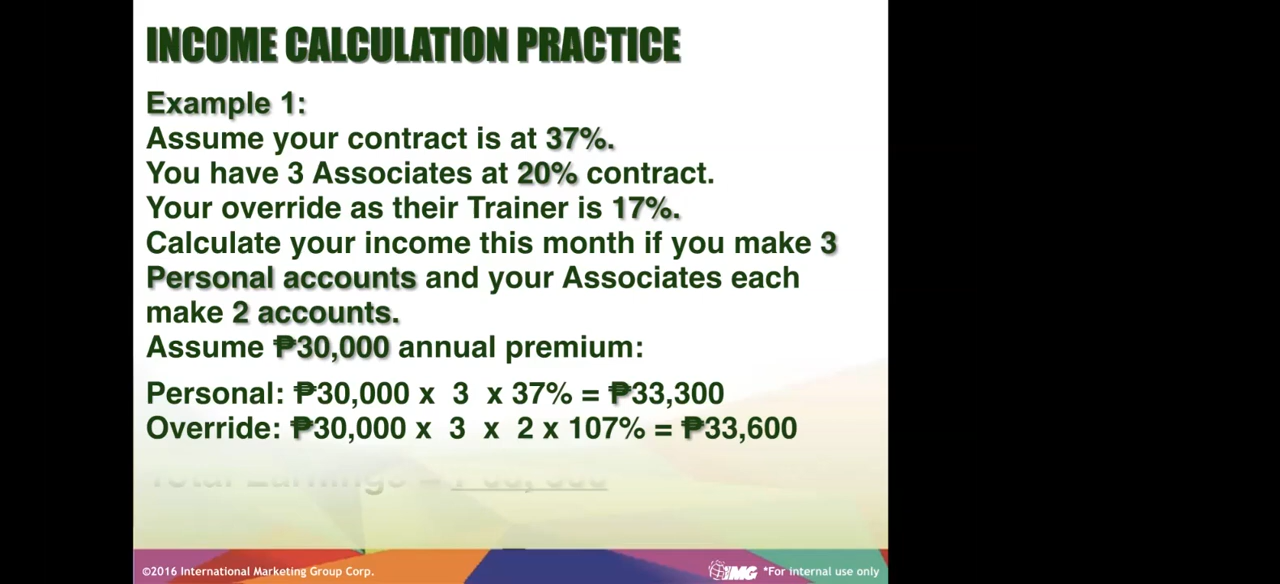 INCOME CALCULATION PRACTICE
Example 1:
Assume your contract is at 37%.
You have 3 Associates at 20% contract.
Your override as their Trainer is 17%.
Calculate your income this month if you make 3
Personal accounts and your Associates each
make 2 accounts.
Assume ₱30,000 annual premium:
Personal: ₱30,000 x 3 x 37% = ₱33,300
Override: ₱30,000 x 3 x 2 x 107% = ₱33,600
Total Earnings =
©2016 International Marketing Group Corp.
IMG *For internal use only